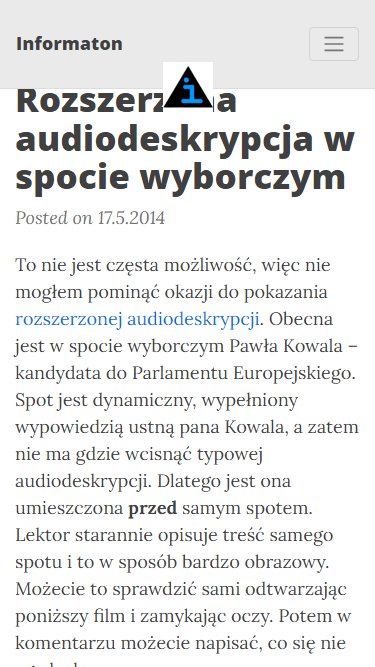 Informaton
audiodeskrypcja w
spocie wyborczym
Posted on 17.5.2014
To nie jest częsta możliwość, więc nie
mogłem pominąć okazji do pokazania
rozszerzonej audiodeskrypcji. Obecna
jest w spocie wyborczym Pawła Kowala –
kandydata do Parlamentu Europejskiego.
Spot jest dynamiczny, wypełniony
wypowiedzią ustną pana Kowala, a zatem
nie ma gdzie wcisnąć typowej
audiodeskrypcji. Dlatego jest ona
umieszczona przed samym spotem.
Lektor starannie opisuje treść samego
spotu i to w sposób bardzo obrazowy.
Możecie to sprawdzić sami odtwarzając
poniższy film i zamykając oczy. Potem w
komentarzu możecie napisać, co się nie